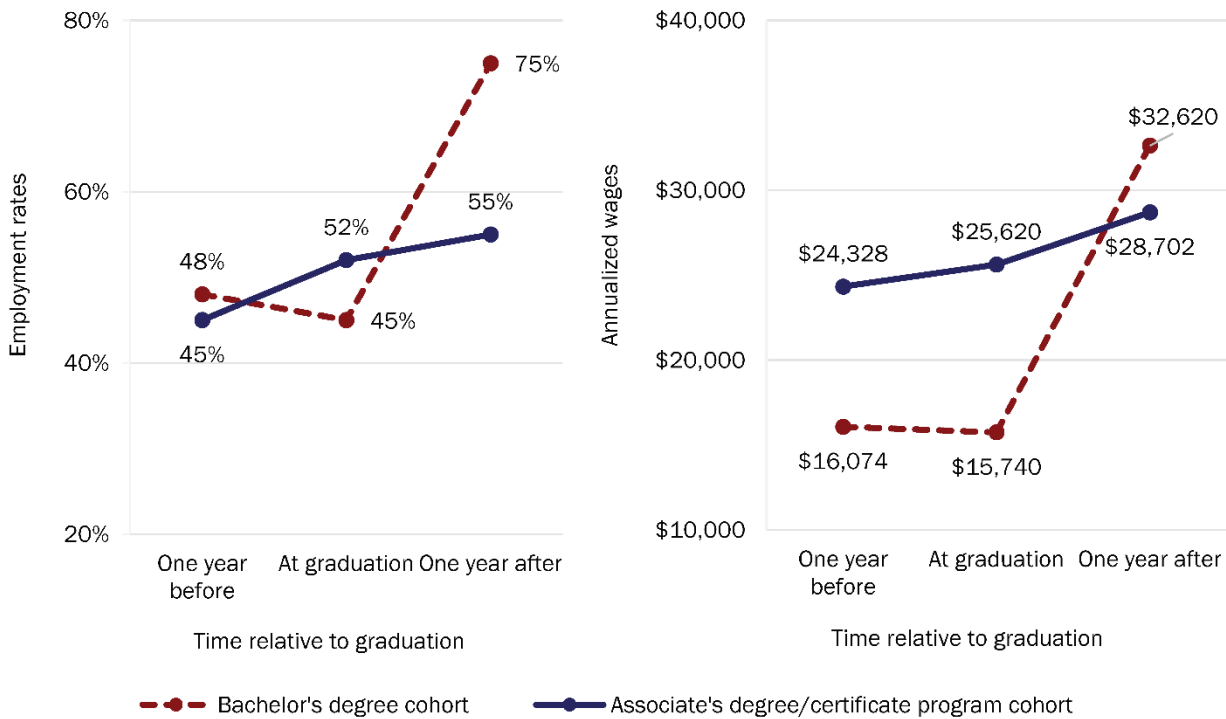 80%
60%
40%
20%
Employment rates
48%
45%
52%
45%
75%
55%
One year
before
At graduation
One year after
Time relative to graduation
$40,000
$30,000
$20,000
$10,000
Annualized wages
$24,328
$16,074
$25,620
$15,740
$32,620
$28,702
One year
before
At graduation
One year after
Time relative to graduation
Bachelor's degree cohort
Associate's degree/certificate program cohort